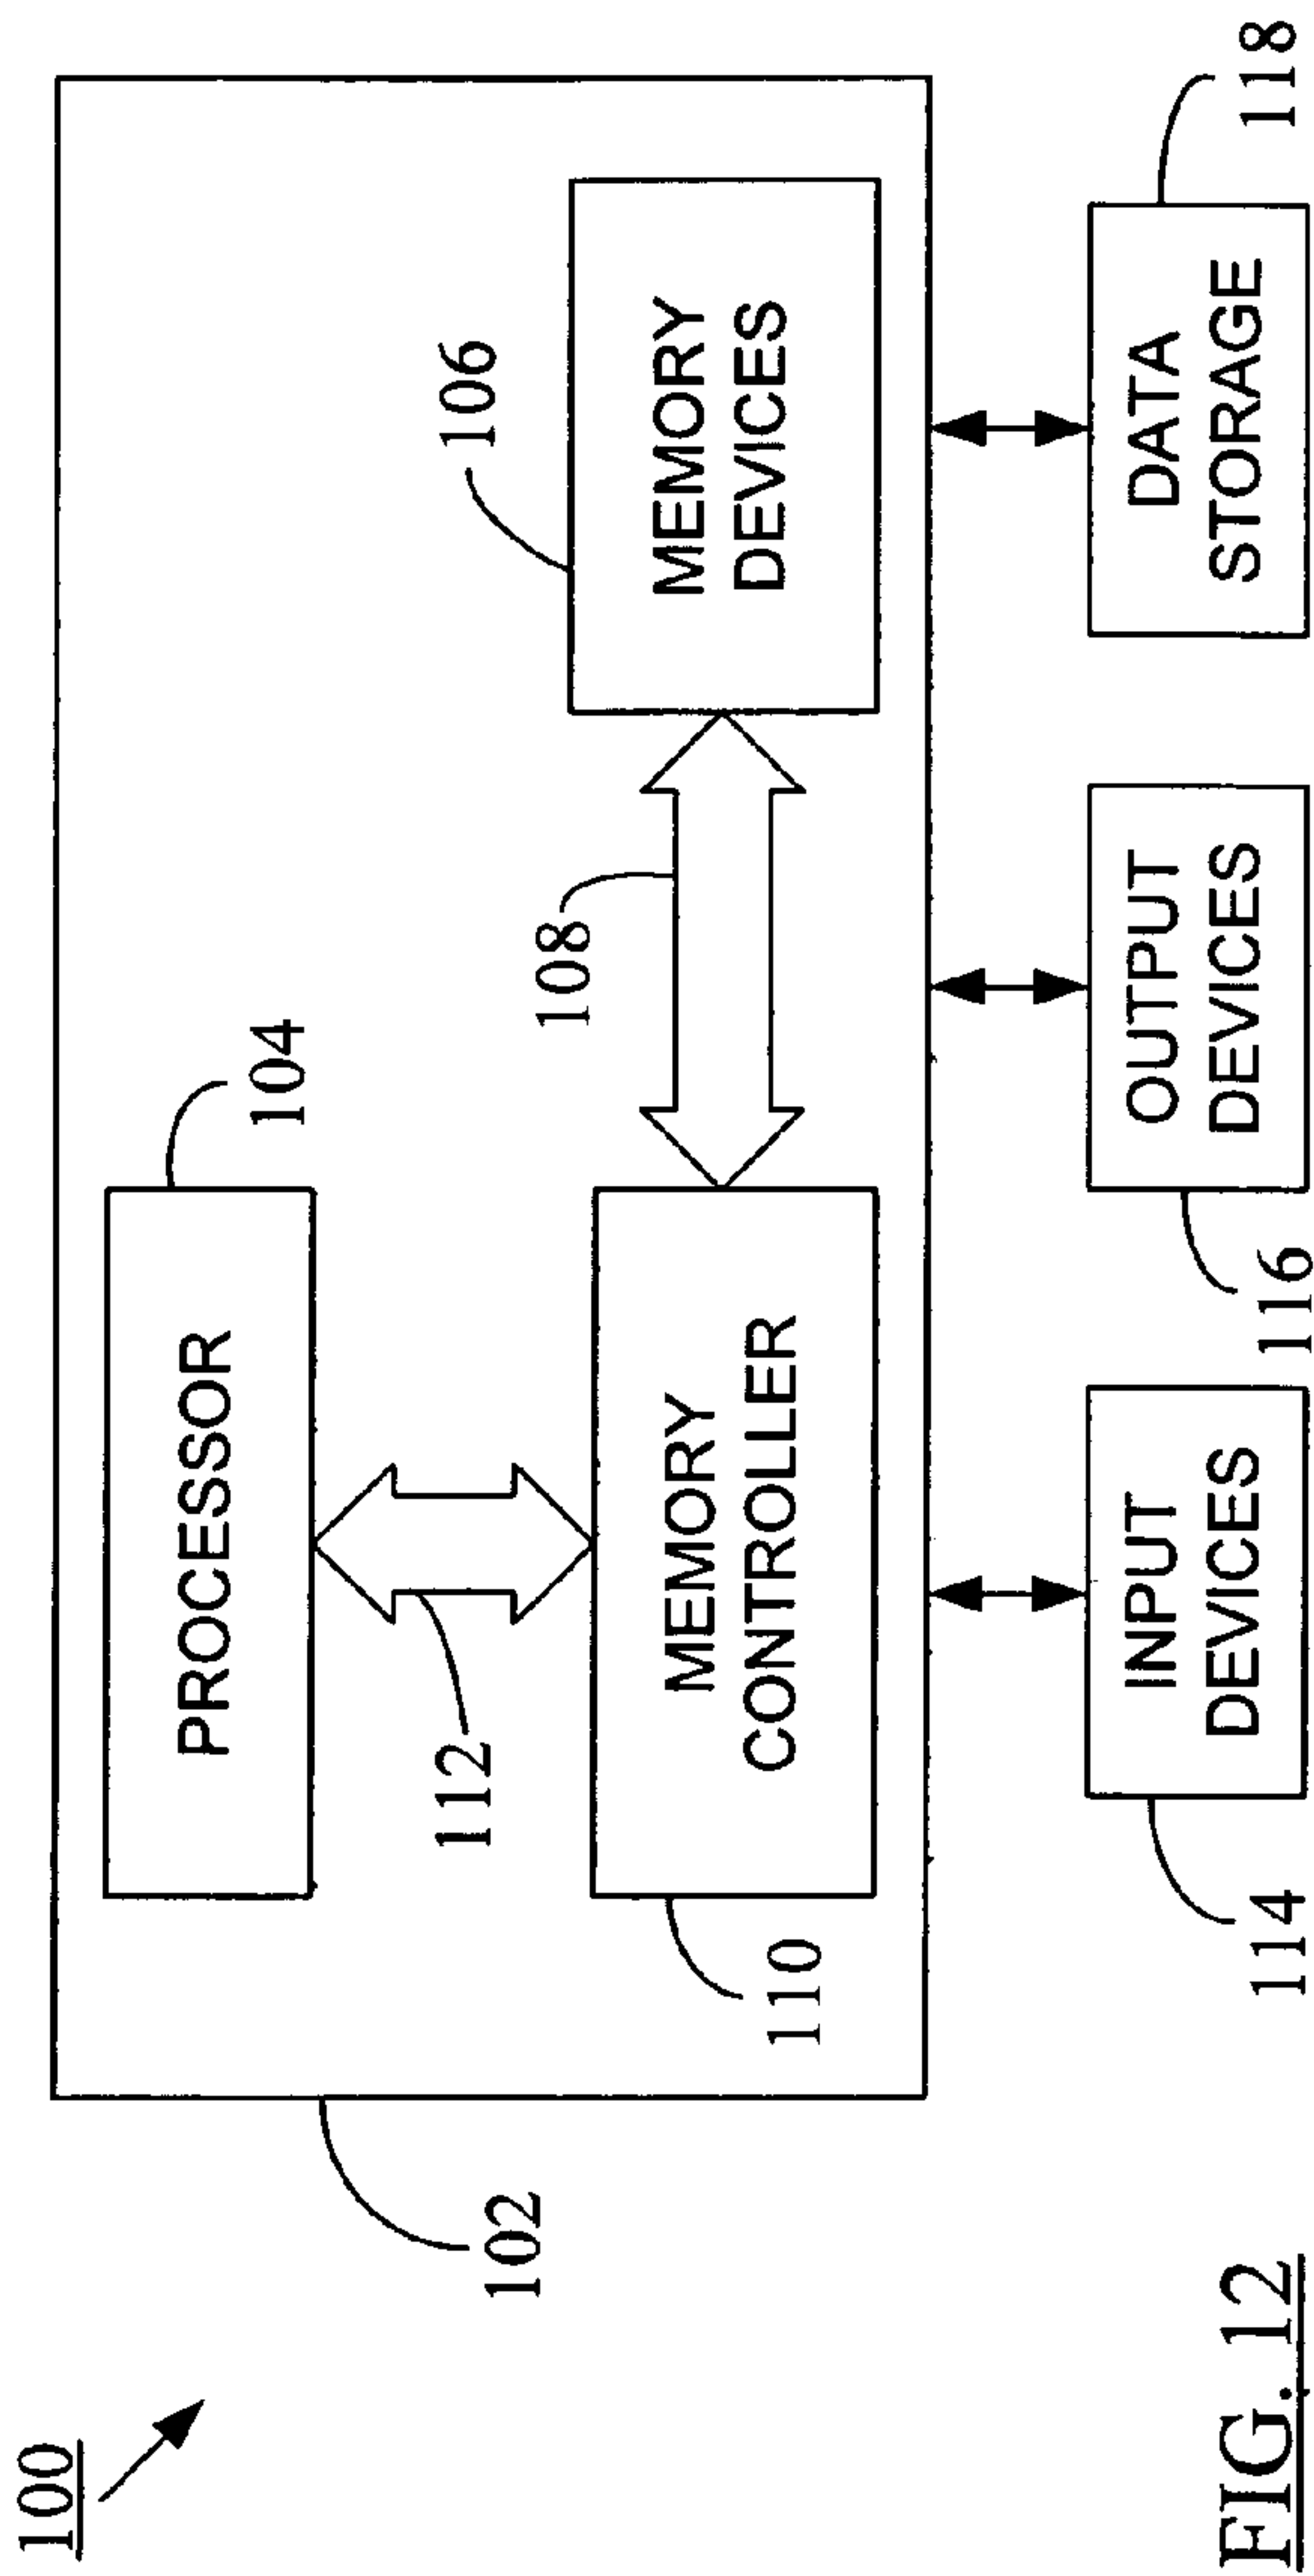 100
102
PROCESSOR
104
112
106
MEMORY
DEVICES
108
MEMORY
CONTROLLER
110
INPUT
DEVICES
114
OUTPUT
DEVICES
116
DATA
STORAGE
118
FIG. 12